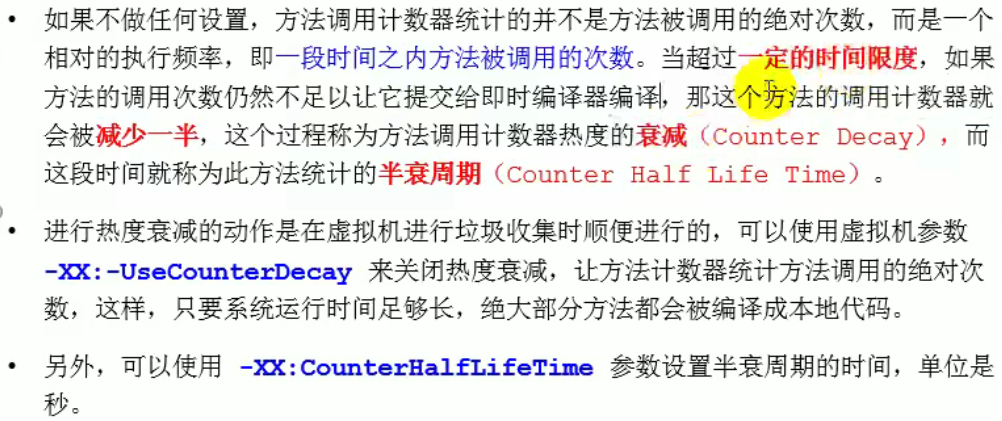 • 如果不做任何设置，方法调用计数器统计的并不是方法被调用的绝对次数，而是一个
相对的执行频率，即一段时间之内方法被调用的次数。当超过一定的时间限度，如果
方法的调用次数仍然不足以让它提交给即时编译器编译，那这个方法的调用计数器就
会被减少一半，这个过程称为方法调用计数器热度的衰减（Counter Decay），而
这段时间就称为此方法统计的半衰周期（Counter Half Life Time）。
• 进行热度衰减的动作是在虚拟机进行垃圾收集时顺便进行的，可以使用虚拟机参数
-XX:-UseCounterDecay 来关闭热度衰减，让方法计数器统计方法调用的绝对次
数，这样，只要系统运行时间足够长，绝大部分方法都会被编译成本地代码。
• 另外，可以使用 -XX:CounterHalfLifeTime 参数设置半衰周期的时间，单位是
秒。